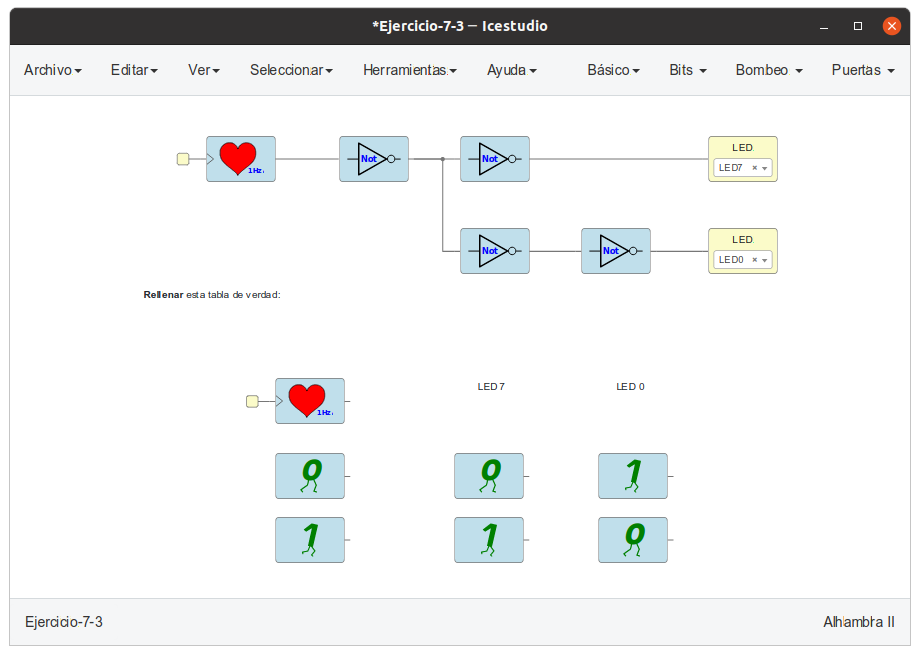 *Ejercicio-7-3 — Icestudio
Archivo Editar Ver Seleccionar Herramientas Ayuda Básico Bits Bombeo Puertas
1Hz Not Not LED
LED7
Not Not LED
LED0
Rellenar esta tabla de verdad:
1Hz LED 7 LED 0
0 0 1
1 1 0
Ejercicio-7-3 Alhambra II